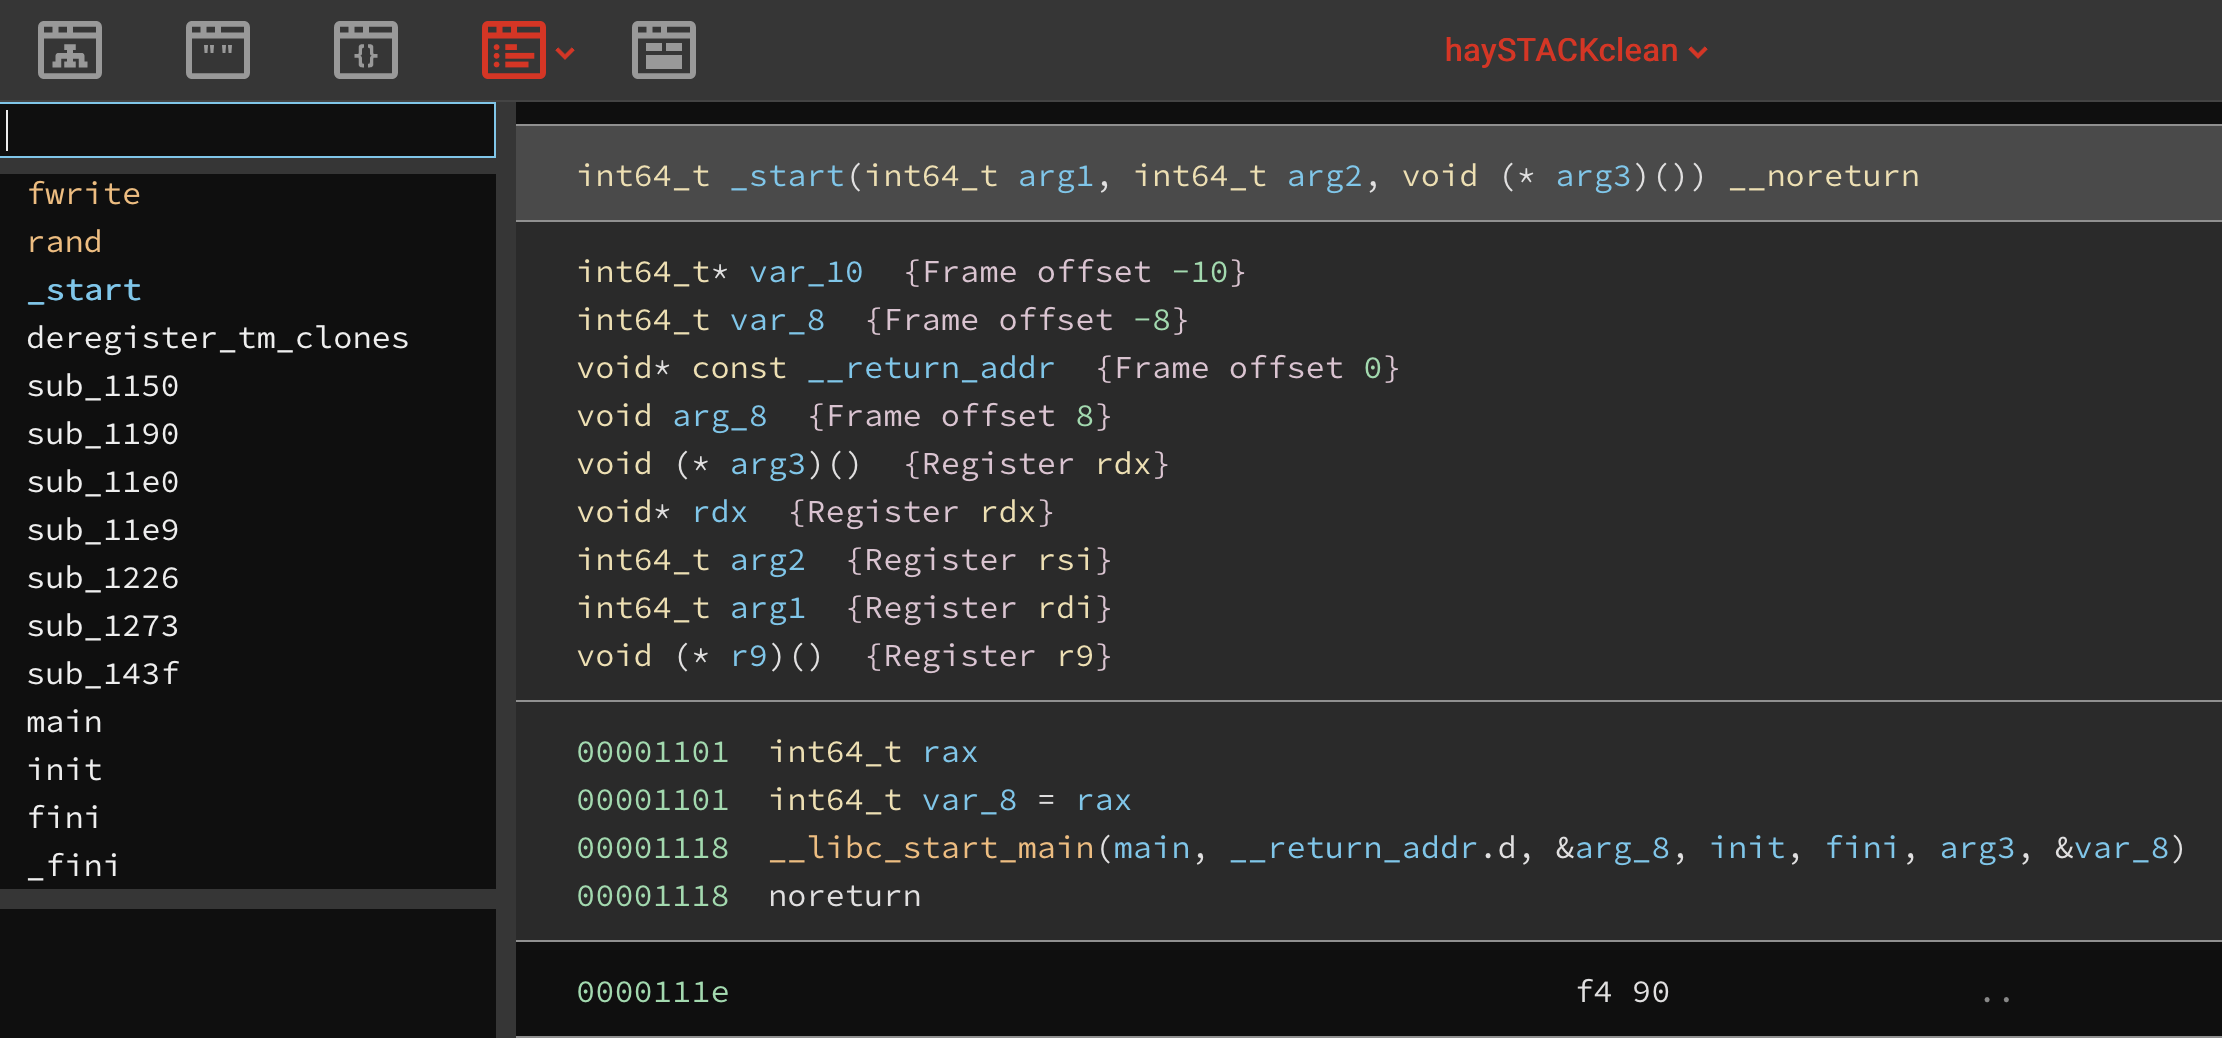 haySTACKclean
fwrite
rand
_start
deregister_tm_clones
sub_1150
sub_1190
sub_11e0
sub_11e9
sub_1226
sub_1273
sub_143f
main
init
fini
_fini
int64_t _start(int64_t arg1, int64_t arg2, void (* arg3)()) __noreturn
int64_t* var_10  {Frame offset -10}
int64_t var_8  {Frame offset -8}
void* const __return_addr  {Frame offset 0}
void arg_8  {Frame offset 8}
void (* arg3)()  {Register rdx}
void* rdx  {Register rdx}
int64_t arg2  {Register rsi}
int64_t arg1  {Register rdi}
void (* r9)()  {Register r9}
00001101  int64_t rax
00001101  int64_t var_8 = rax
00001118  __libc_start_main(main, __return_addr.d, &arg_8, init, fini, arg3, &var_8)
00001118  noreturn
0000111e  f4 90  ..